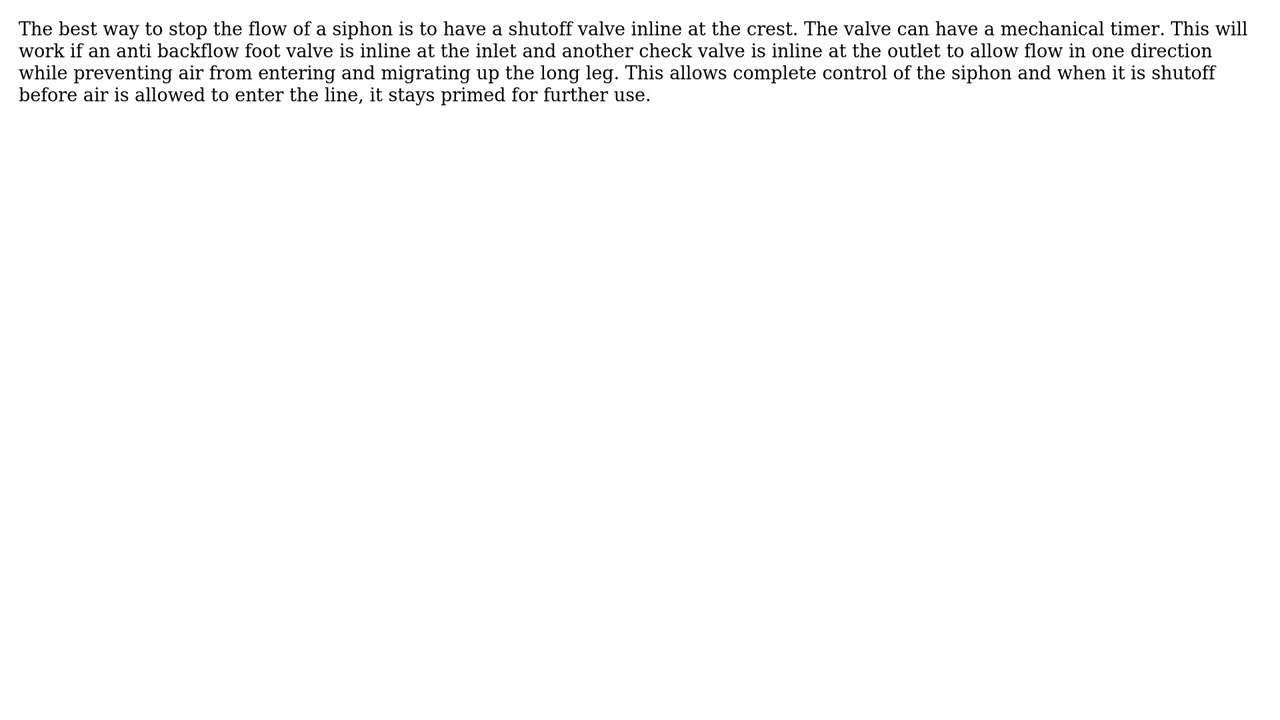 The best way to stop the flow of a siphon is to have a shutoff valve inline at the crest. The valve can have a mechanical timer. This will
work if an anti backflow foot valve is inline at the inlet and another check valve is inline at the outlet to allow flow in one direction
while preventing air from entering and migrating up the long leg. This allows complete control of the siphon and when it is shutoff
before air is allowed to enter the line, it stays primed for further use.